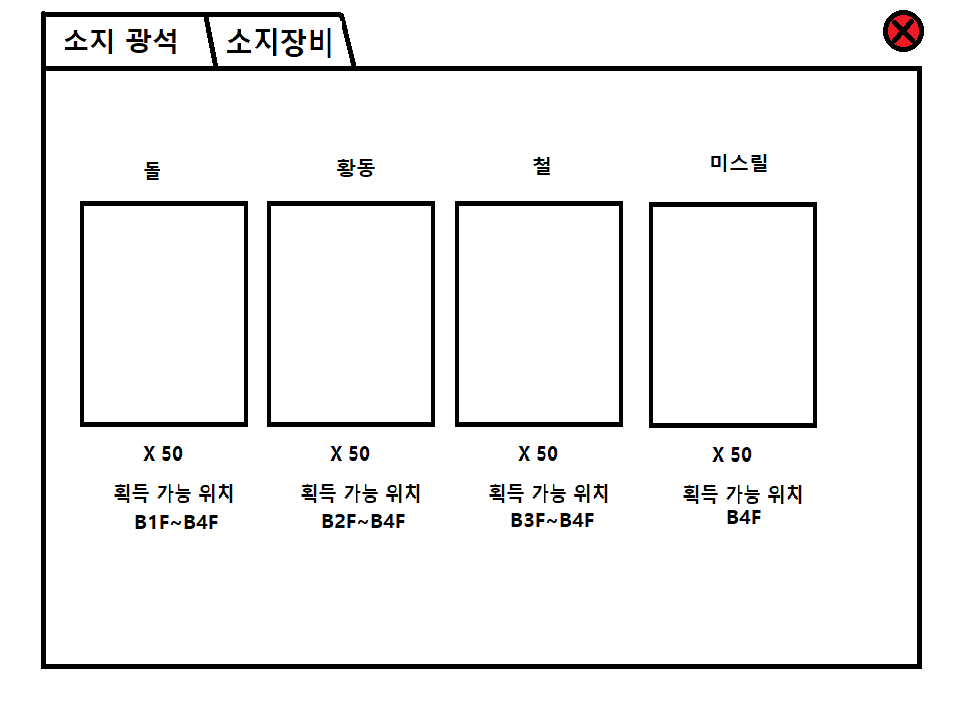 소지 광석 소지장비
돌 황동 철 미스릴
X 50 X 50 X 50 X 50
획득 가능 위치 획득 가능 위치 획득 가능 위치 획득 가능 위치
B1F~B4F B2F~B4F B3F~B4F B4F